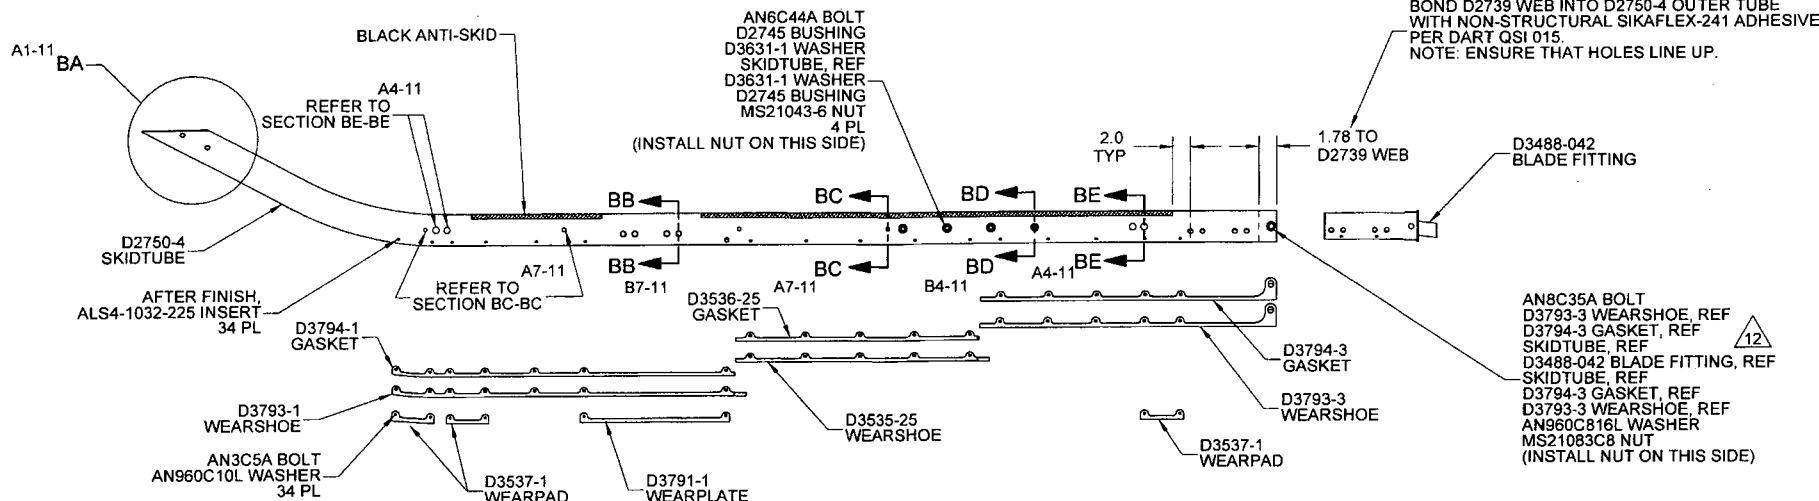 BOND D2739 WEB INTO D2750-4 OUTER TUBE
WITH NON-STRUCTURAL SIKAFLEX-241 ADHESIVE
PER DART QSI 015.
NOTE: ENSURE THAT HOLES LINE UP.
AN6C44A BOLT
D2745 BUSHING
D3631-1 WASHER
SKIDTUBE, REF
D3631-1 WASHER
D2745 BUSHING
MS21043-6 NUT
4 PL
(INSTALL NUT ON THIS SIDE)
BLACK ANTI-SKID
A1-11
BA
A4-11
REFER TO
SECTION BE-BE
2.0
TYP
1.78 TO
D2739 WEB
D3488-042
BLADE FITTING
BB
BC
BD
BE
D2750-4
SKIDTUBE
BB
BC
BD
BE
A7-11
B7-11
A7-11
B4-11
A4-11
REFER TO
SECTION BC-BC
AFTER FINISH,
ALS4-1032-225 INSERT
34 PL
D3794-1
GASKET
D3536-25
GASKET
D3794-3
GASKET
D3793-1
WEARSHOE
D3535-25
WEARSHOE
D3793-3
WEARSHOE
AN3C5A BOLT
AN960C10L WASHER
34 PL
D3537-1
WEARPAD
D3791-1
WEARPLATE
D3537-1
WEARPAD
AN8C35A BOLT
D3793-3 WEARSHOE, REF
D3794-3 GASKET, REF
SKIDTUBE, REF
D3488-042 BLADE FITTING, REF
SKIDTUBE, REF
D3794-3 GASKET, REF
D3793-3 WEARSHOE, REF
AN960C816L WASHER
MS21083C8 NUT
(INSTALL NUT ON THIS SIDE)
12